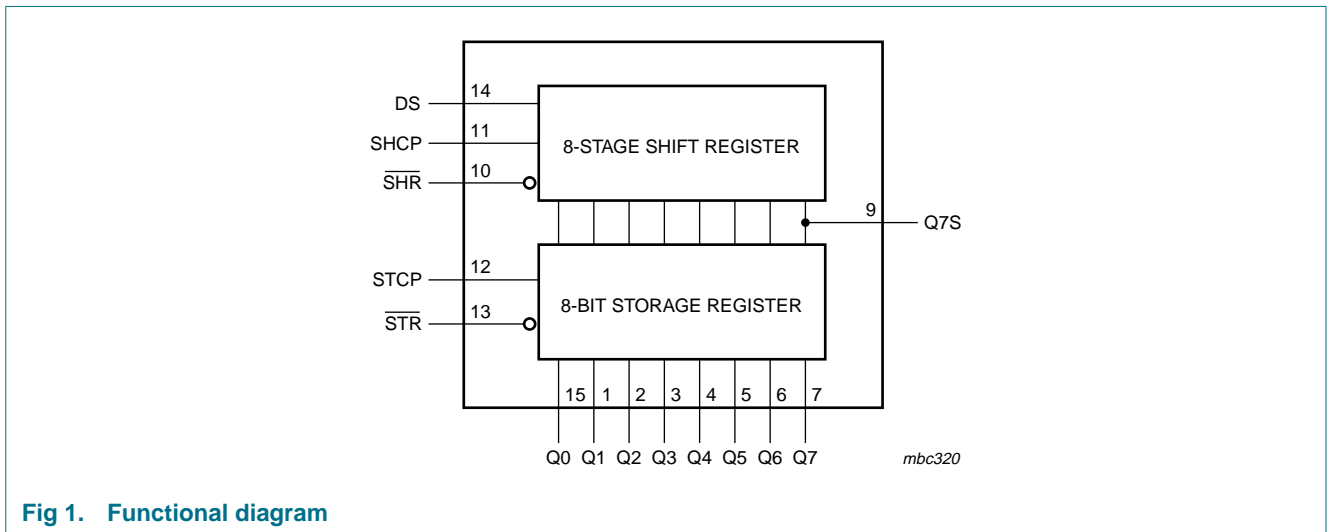 DS
14
SHCP
11
8-STAGE SHIFT REGISTER
SHR
10
9
Q7S
STCP
12
8-BIT STORAGE REGISTER
STR
13
15 1 2 3 4 5 6 7
Q0 Q1 Q2 Q3 Q4 Q5 Q6 Q7
mbc320
Fig 1. Functional diagram